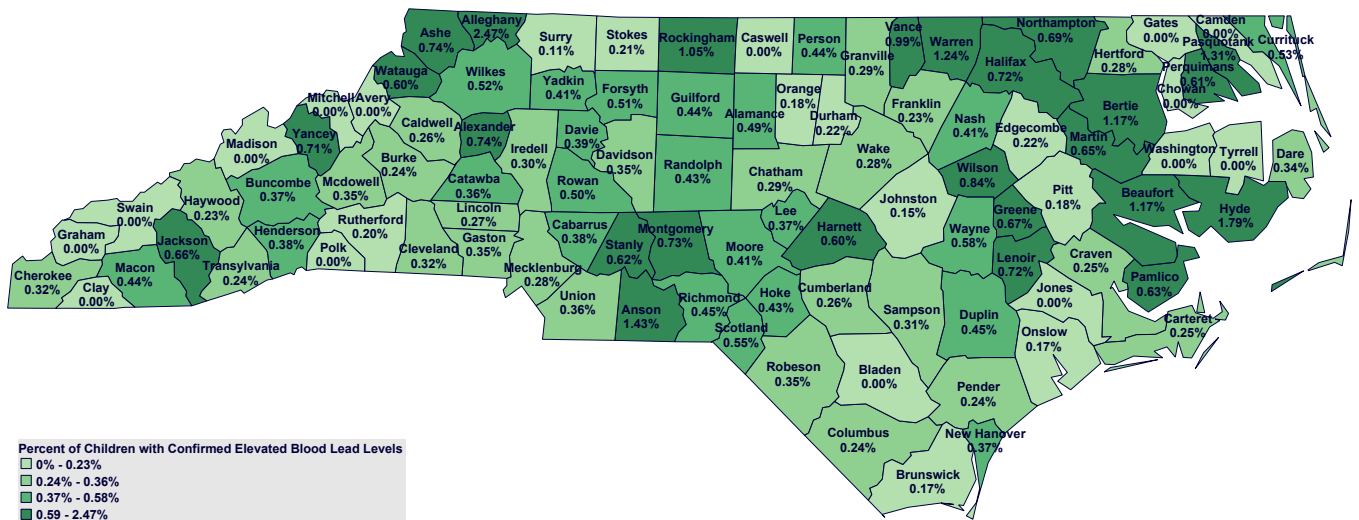 Ashe
0.74%
Alleghany
2.47%
Surry
0.11%
Stokes
0.21%
Rockingham
1.05%
Caswell
0.00%
Person
0.44%
Granville
0.29%
Vance
0.99%
Warren
1.24%
Northampton
0.69%
Halifax
0.72%
Hertford
0.28%
Gates
0.00%
Camden
0.00%
Pasquotank
1.31%
Currituck
0.53%
Perquimans
0.61%
Chowan
0.00%
Watauga
0.60%
Wilkes
0.52%
Yadkin
0.41%
Forsyth
0.51%
Guilford
0.44%
Alamance
0.49%
Orange
0.18%
Durham
0.22%
Franklin
0.23%
Nash
0.41%
Edgecombe
0.22%
Bertie
1.17%
Martin
0.65%
Washington
0.00%
Tyrrell
0.00%
Dare
0.34%
Mitchell
0.00%
Avery
0.00%
Yancey
0.71%
Madison
0.00%
Caldwell
0.26%
Alexander
0.74%
Iredell
0.30%
Davie
0.39%
Davidson
0.35%
Randolph
0.43%
Chatham
0.29%
Wake
0.28%
Wilson
0.84%
Pitt
0.18%
Beaufort
1.17%
Hyde
1.79%
Burke
0.24%
Mcdowell
0.35%
Buncombe
0.37%
Haywood
0.23%
Swain
0.00%
Graham
0.00%
Cherokee
0.32%
Clay
0.00%
Macon
0.44%
Jackson
0.66%
Transylvania
0.24%
Henderson
0.38%
Polk
0.00%
Rutherford
0.20%
Cleveland
0.32%
Catawba
0.36%
Lincoln
0.27%
Gaston
0.35%
Rowan
0.50%
Cabarrus
0.38%
Mecklenburg
0.28%
Union
0.36%
Stanly
0.62%
Anson
1.43%
Montgomery
0.73%
Richmond
0.45%
Moore
0.41%
Lee
0.37%
Harnett
0.60%
Johnston
0.15%
Wayne
0.58%
Greene
0.67%
Lenoir
0.72%
Craven
0.25%
Pamlico
0.63%
Jones
0.00%
Carteret
0.25%
Onslow
0.17%
Duplin
0.45%
Sampson
0.31%
Cumberland
0.26%
Hoke
0.43%
Scotland
0.55%
Robeson
0.35%
Bladen
0.00%
Pender
0.24%
Columbus
0.24%
New Hanover
0.37%
Brunswick
0.17%
Percent of Children with Confirmed Elevated Blood Lead Levels
0% - 0.23%
0.24% - 0.36%
0.37% - 0.58%
0.59 - 2.47%